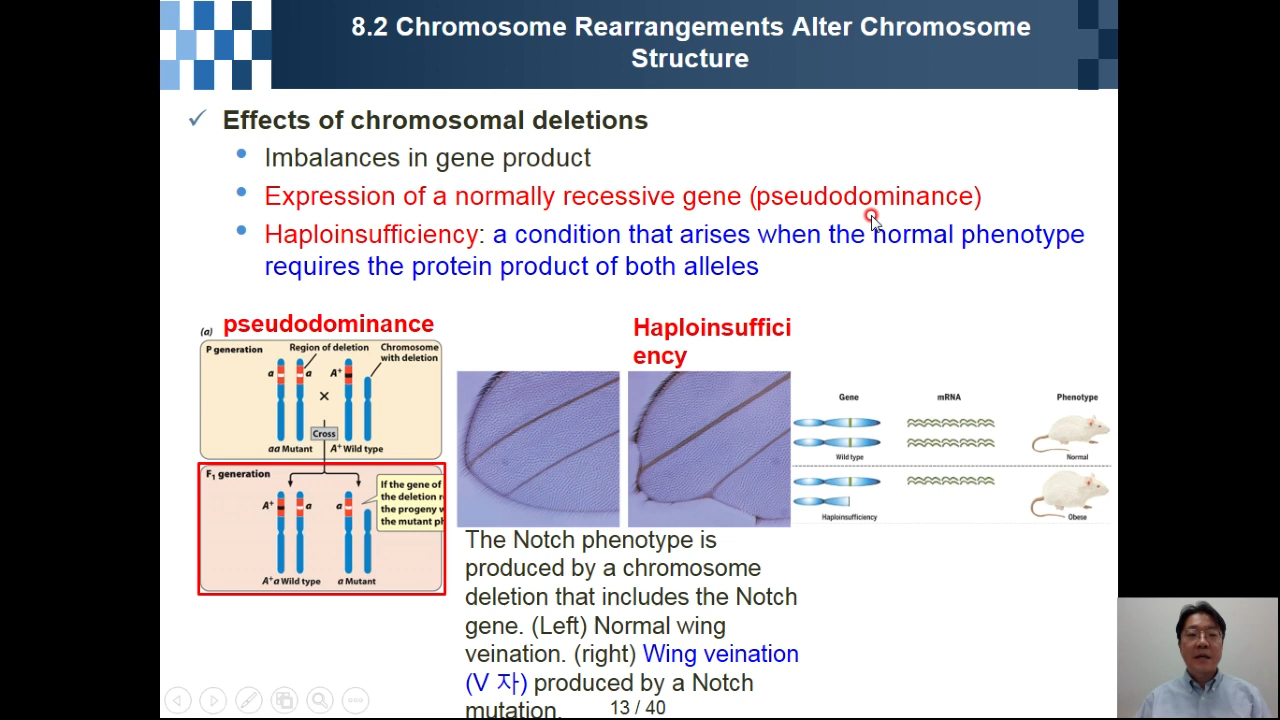 8.2 Chromosome Rearrangements Alter Chromosome
Structure
✓ Effects of chromosomal deletions
• Imbalances in gene product
• Expression of a normally recessive gene (pseudodominance)
• Haploinsufficiency: a condition that arises when the normal phenotype
requires the protein product of both alleles
(a) pseudodominance
P generation
Region of deletion
Chromosome
with deletion
a
a
A⁺
×
Cross
aa Mutant
A⁺ Wild type
F₁ generation
If the gene of
the deletion r
the progeny w
the mutant ph
A⁺
a
a
A⁺a Wild type
a Mutant
Haploinsuffici
ency
The Notch phenotype is
produced by a chromosome
deletion that includes the Notch
gene. (Left) Normal wing
veination. (right) Wing veination
(V 자) produced by a Notch
mutation.
Gene
mRNA
Phenotype
Wild type
Normal
Haploinsufficiency
Obese
13 / 40